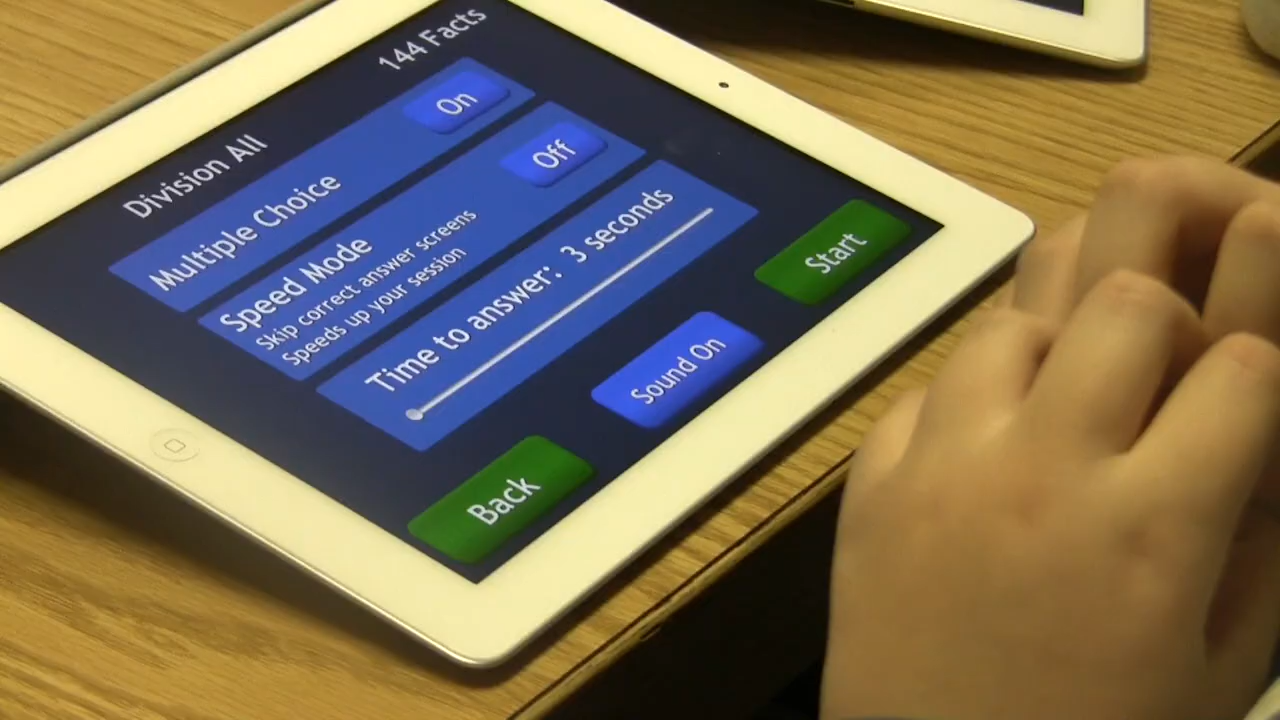 Division All
144 Facts
Multiple Choice
On
Speed Mode
Off
Skip correct answer screens
Speeds up your session
Time to answer: 3 seconds
Back
Sound On
Start